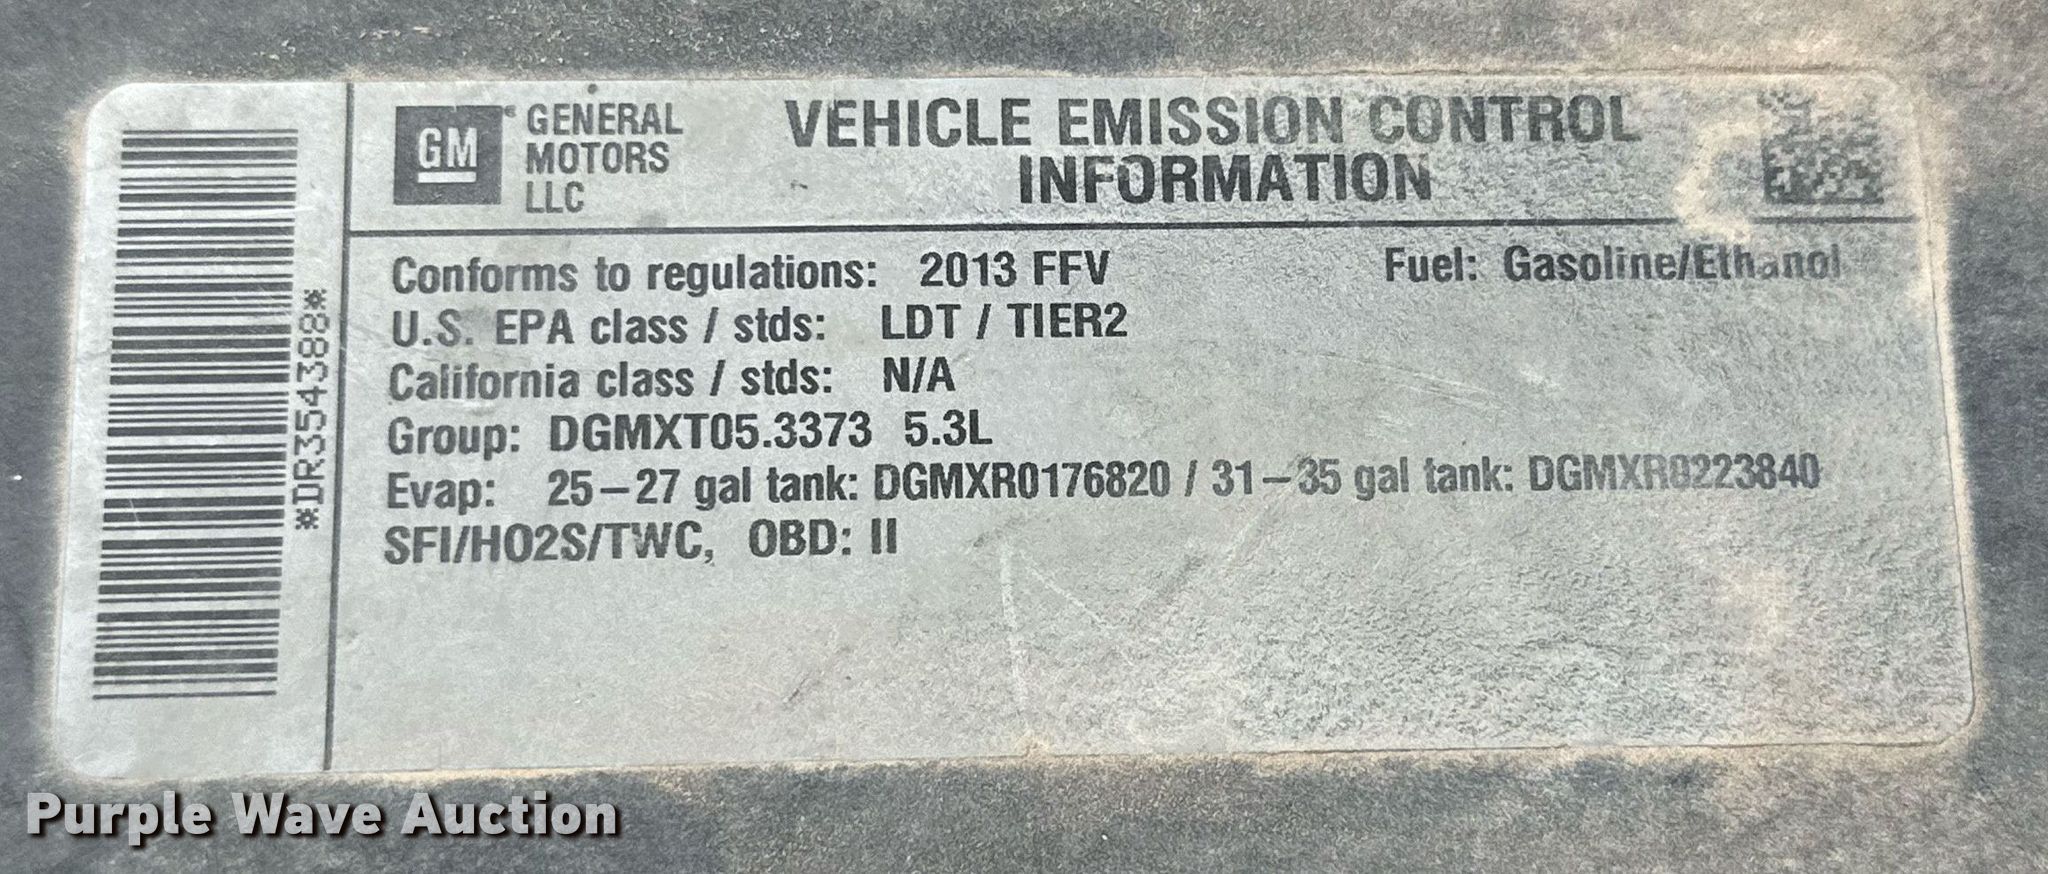 *DR354388*
GM
GENERAL
MOTORS
LLC
VEHICLE EMISSION CONTROL
INFORMATION
Conforms to regulations: 2013 FFV Fuel: Gasoline/Ethanol
U.S. EPA class / stds: LDT / TIER2
California class / stds: N/A
Group: DGMXT05.3373 5.3L
Evap: 25–27 gal tank: DGMXR0176820 / 31–35 gal tank: DGMXR0223840
SFI/HO2S/TWC, OBD: II
Purple Wave Auction